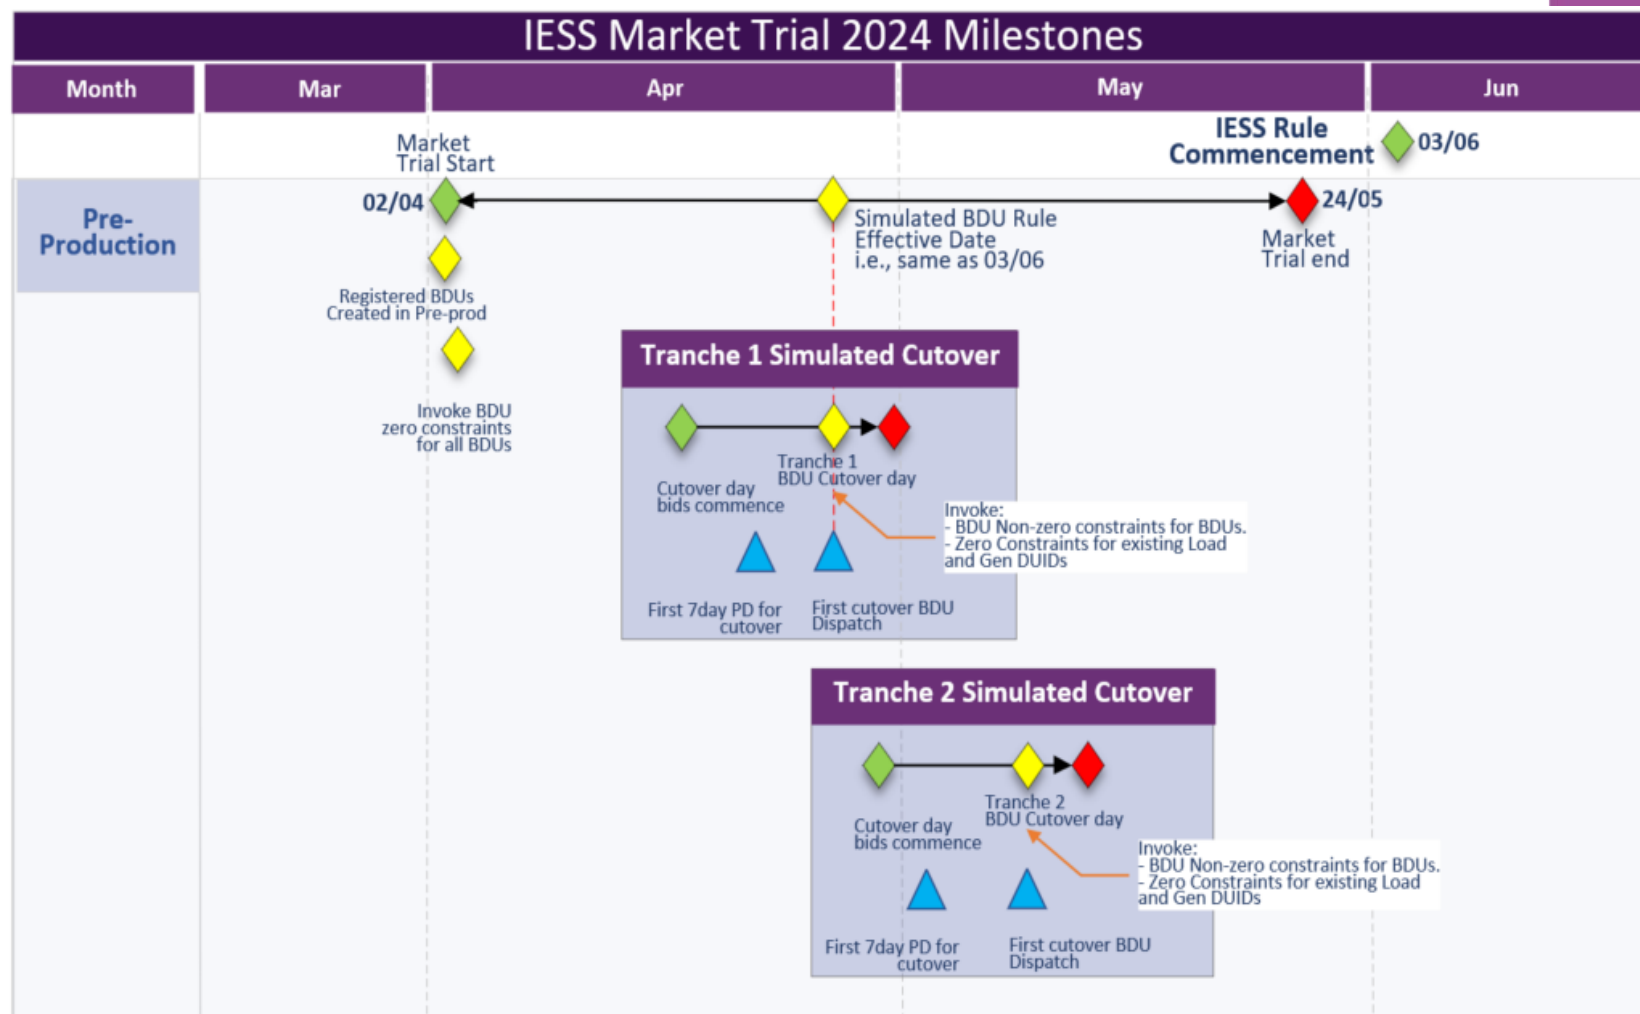 IESS Market Trial 2024 Milestones
Month
Mar
Apr
May
Jun
Market
Trial Start
IESS Rule
Commencement
03/06
Pre-
Production
02/04
24/05
Simulated BDU Rule
Effective Date
i.e., same as 03/06
Market
Trial end
Registered BDUs
Created in Pre-prod
Invoke BDU
zero constraints
for all BDUs
Tranche 1 Simulated Cutover
Tranche 1
BDU Cutover day
Cutover day
bids commence
Invoke:
- BDU Non-zero constraints for BDUs.
- Zero Constraints for existing Load
and Gen DUIDs
First 7day PD for
cutover
First cutover BDU
Dispatch
Tranche 2 Simulated Cutover
Tranche 2
BDU Cutover day
Cutover day
bids commence
Invoke:
- BDU Non-zero constraints for BDUs.
- Zero Constraints for existing Load
and Gen DUIDs
First 7day PD for
cutover
First cutover BDU
Dispatch